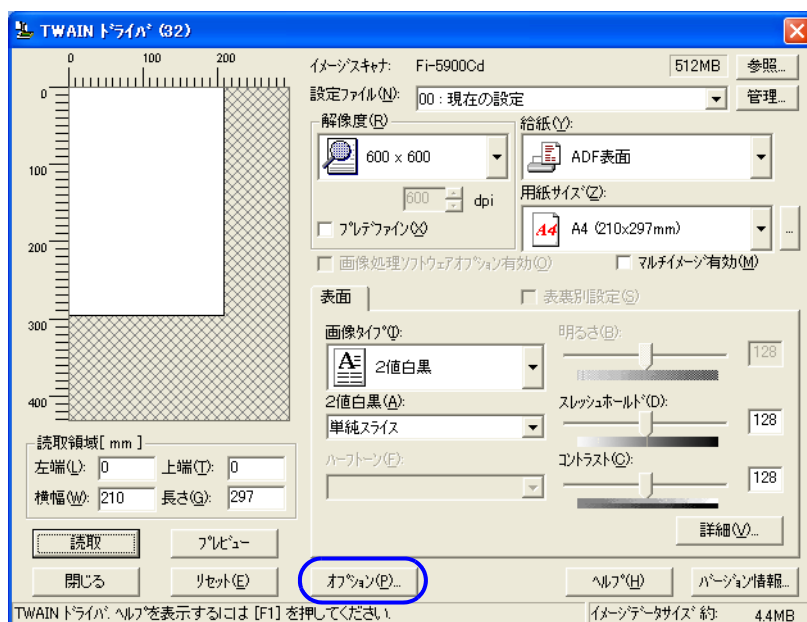 TWAIN ﾄﾞﾗｲﾊﾞ (32)
0 100 200
0
100
200
300
400
イメージスキャナ: Fi-5900Cd 512MB 参照...
設定ファイル(N): 00 : 現在の設定 管理...
解像度(R)
600 × 600
600 dpi
ﾌﾟﾚﾃﾞﾌｧｲﾝ(X)
給紙(Y):
ADF表面
用紙ｻｲｽﾞ(Z):
A4 A4 (210x297mm) ...
画像処理ｿﾌﾄｳｪｱｵﾌﾟｼｮﾝ有効(O) マルチイメージ有効(M)
表面 表裏別設定(S)
画像ﾀｲﾌﾟ(I):
A 2値白黒
2値白黒(A):
単純スライス
ハーフトーン(F):
明るさ(B):
128
スレッシュホールド(D):
128
コントラスト(C):
128
詳細(V)...
読取領域[ mm ]
左端(L): 0 上端(T): 0
横幅(W): 210 長さ(G): 297
読取 ﾌﾟﾚﾋﾞｭｰ
閉じる リセット(E) ｵﾌﾟｼｮﾝ(P)... ﾍﾙﾌﾟ(H) バージョン情報...
TWAIN ﾄﾞﾗｲﾊﾞ. ﾍﾙﾌﾟを表示するには [F1] を押してください. イメージデータサイズ 約: 4.4MB